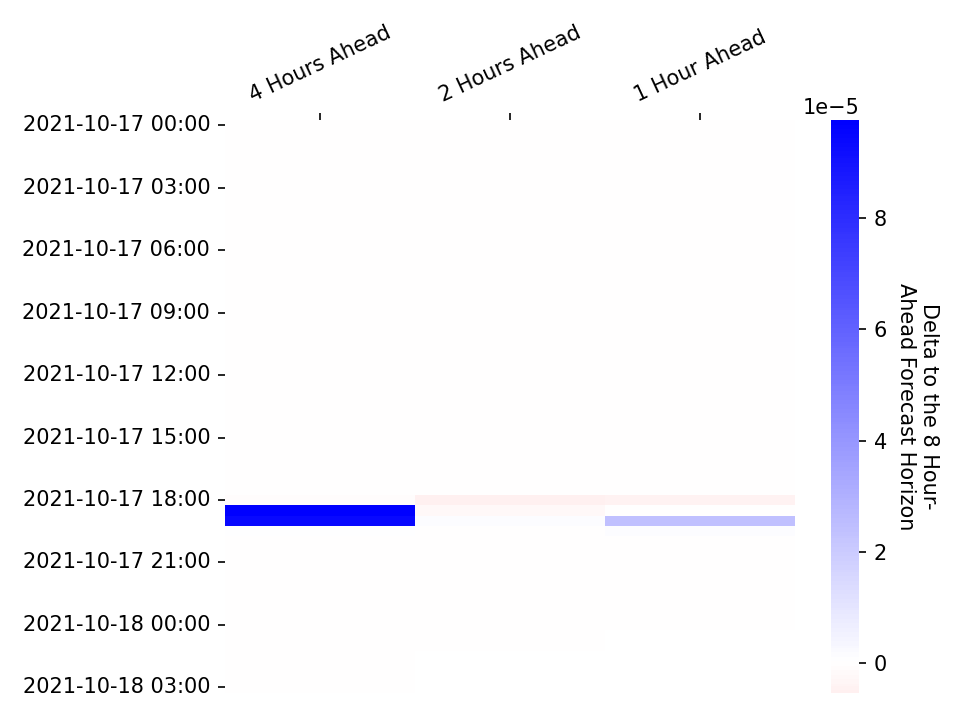 4 Hours Ahead
2 Hours Ahead
1 Hour Ahead
1e−5
2021-10-17 00:00
2021-10-17 03:00
2021-10-17 06:00
2021-10-17 09:00
2021-10-17 12:00
2021-10-17 15:00
2021-10-17 18:00
2021-10-17 21:00
2021-10-18 00:00
2021-10-18 03:00
8
6
4
2
0
Delta to the 8 Hour-
Ahead Forecast Horizon